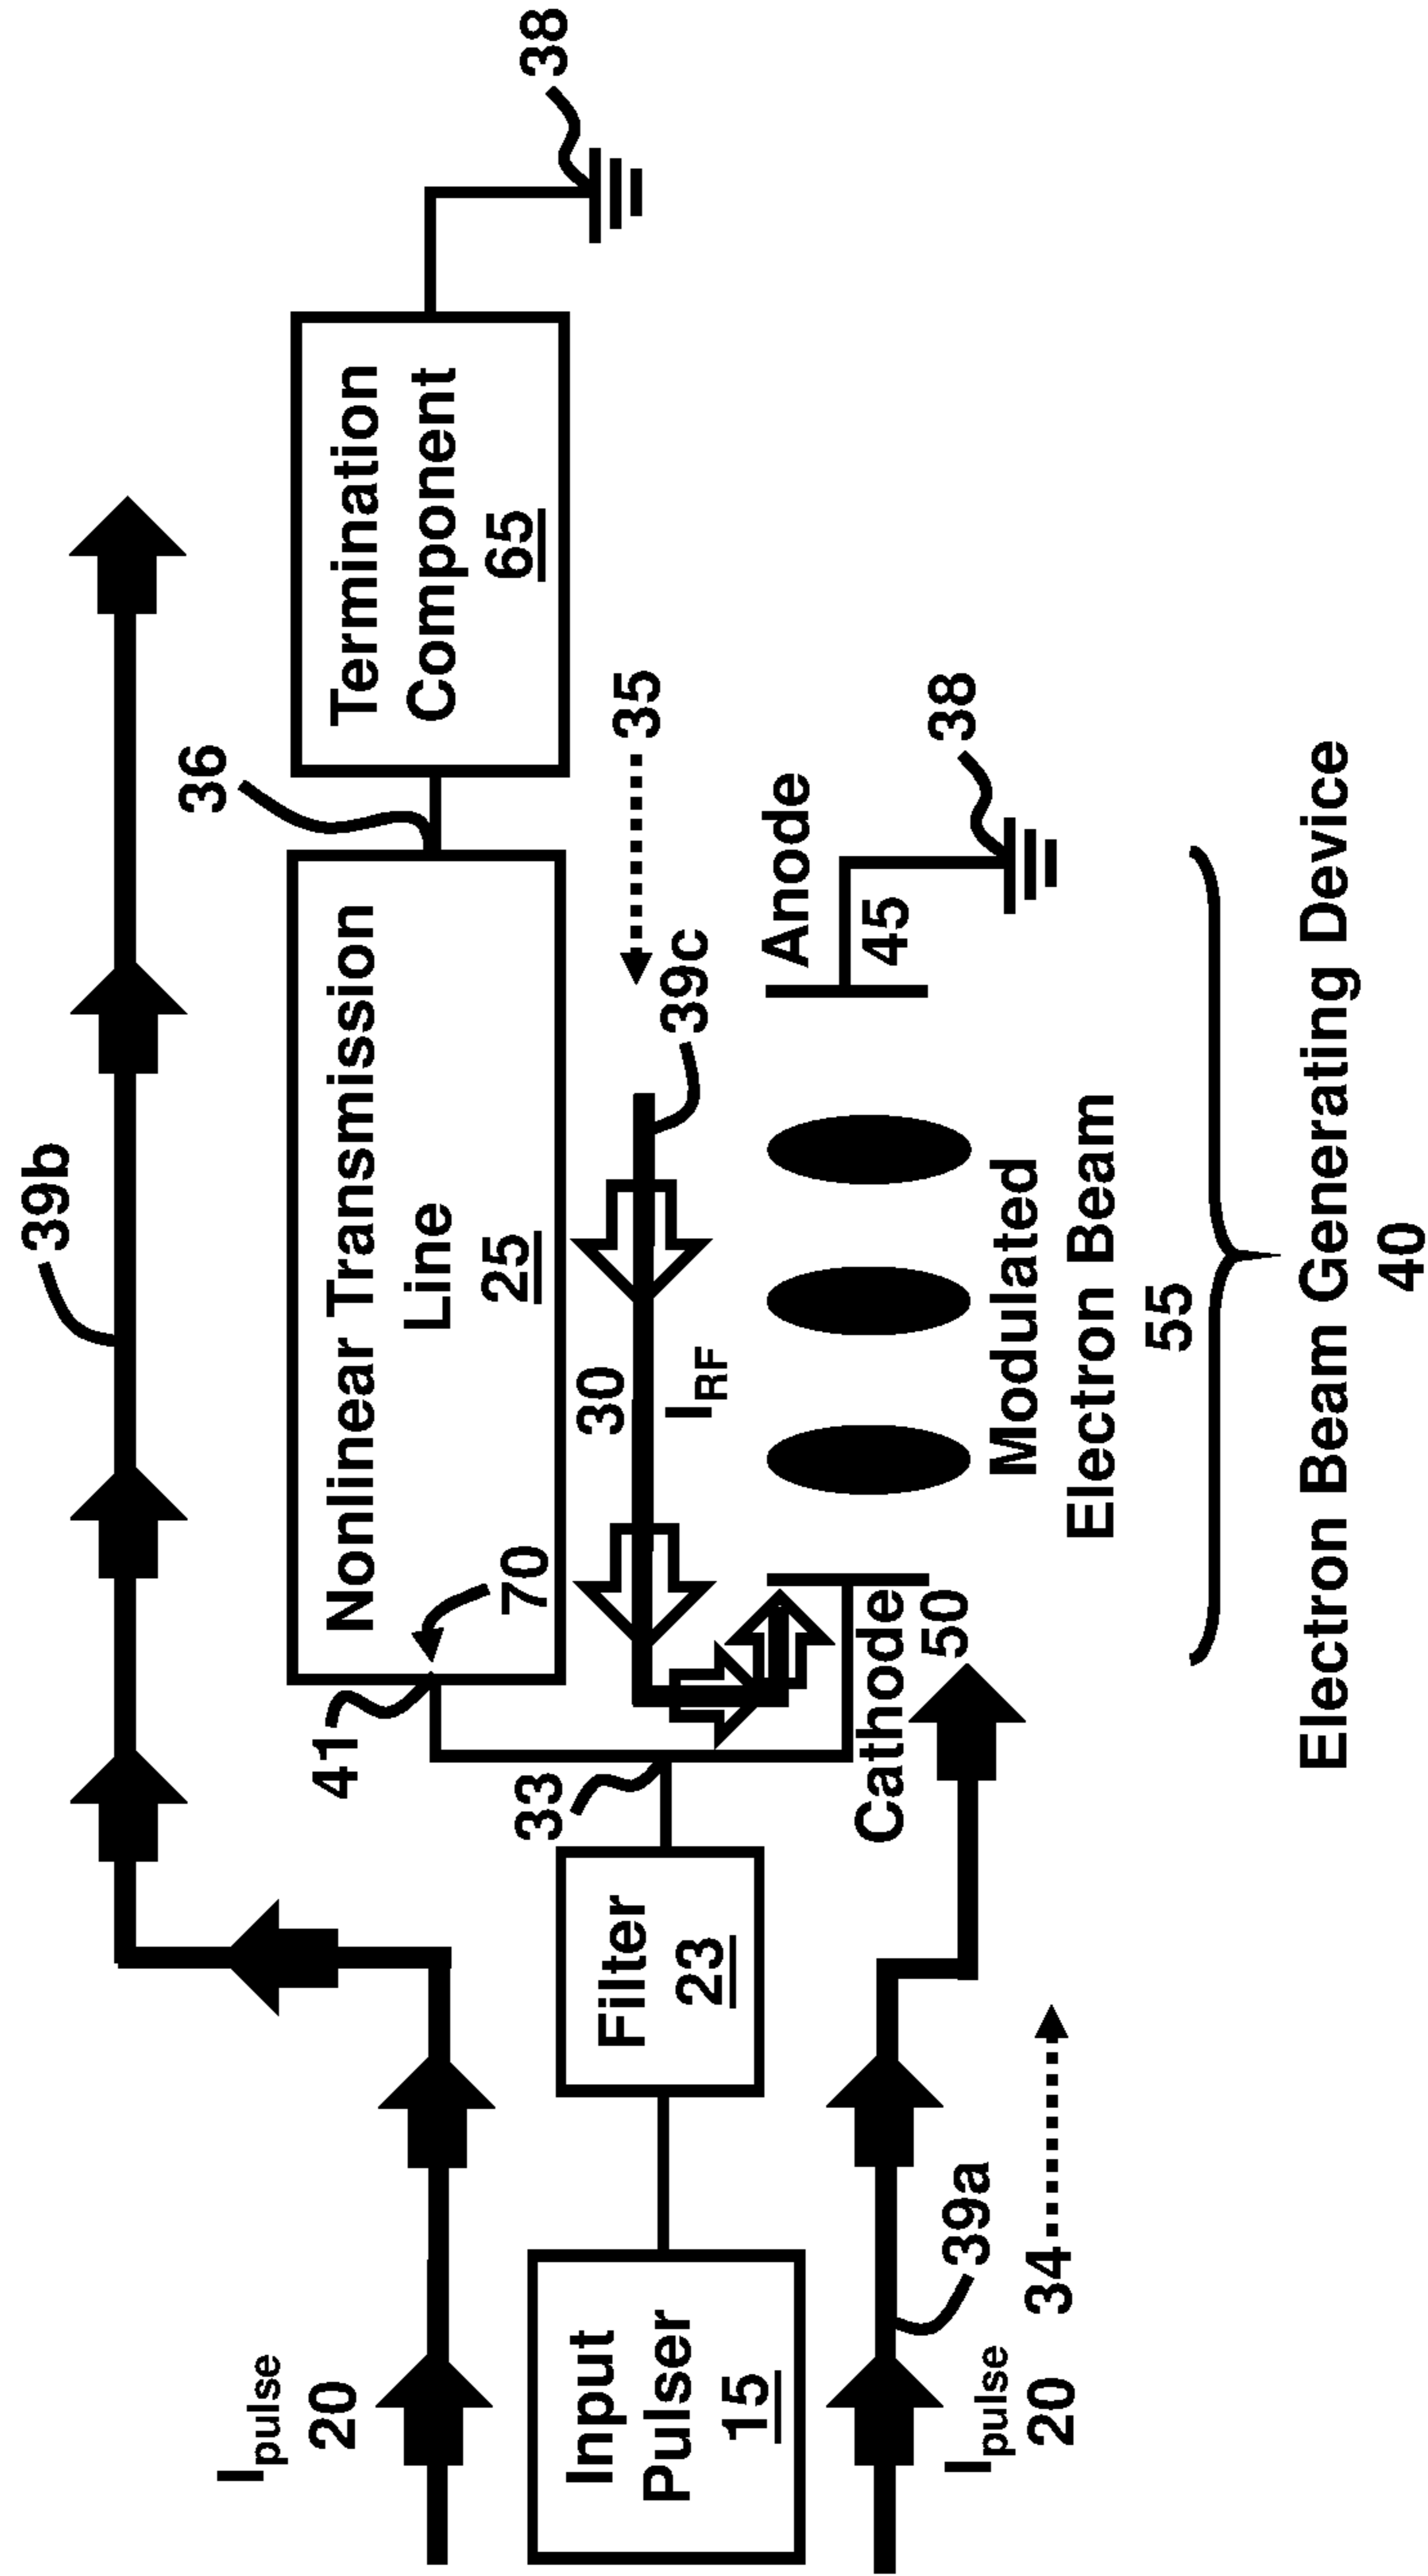 39b
38
36
I_pulse
20
41
Nonlinear Transmission
Line
25
70
Termination
Component
65
33
30
I_RF
39c
35
Input
Pulser
15
Filter
23
Cathode
50
Anode
45
38
Modulated
Electron Beam
55
39a
I_pulse
20
34
Electron Beam Generating Device
40